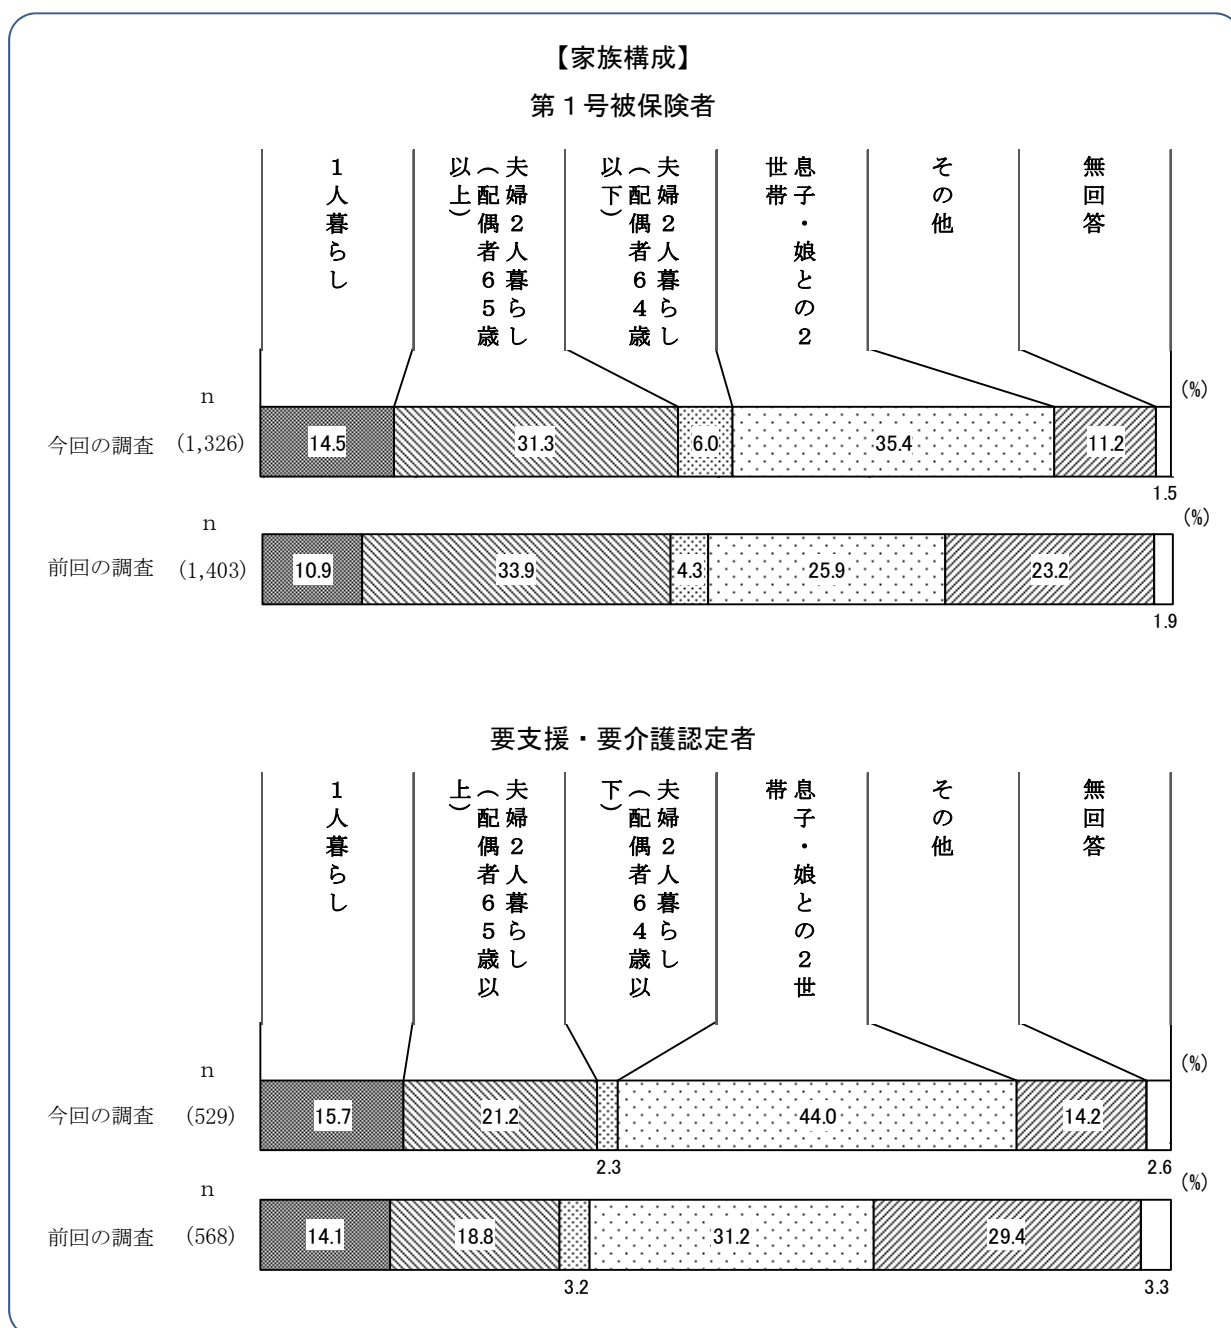 【家族構成】
第1号被保険者
1人暮らし
夫婦2人暮らし
（配偶者65歳
以上）
夫婦2人暮らし
（配偶者64歳
以下）
息子・娘との2
世帯
その他
無回答
(%)
n
今回の調査 (1,326) 14.5 31.3 6.0 35.4 11.2
1.5
(%)
n
前回の調査 (1,403) 10.9 33.9 4.3 25.9 23.2
1.9
要支援・要介護認定者
1人暮らし
夫婦2人暮らし
（配偶者65歳以
上）
夫婦2人暮らし
（配偶者64歳以
下）
息子・娘との2世
帯
その他
無回答
(%)
n
今回の調査 (529) 15.7 21.2 44.0 14.2
2.3 2.6
(%)
n
前回の調査 (568) 14.1 18.8 31.2 29.4
3.2 3.3